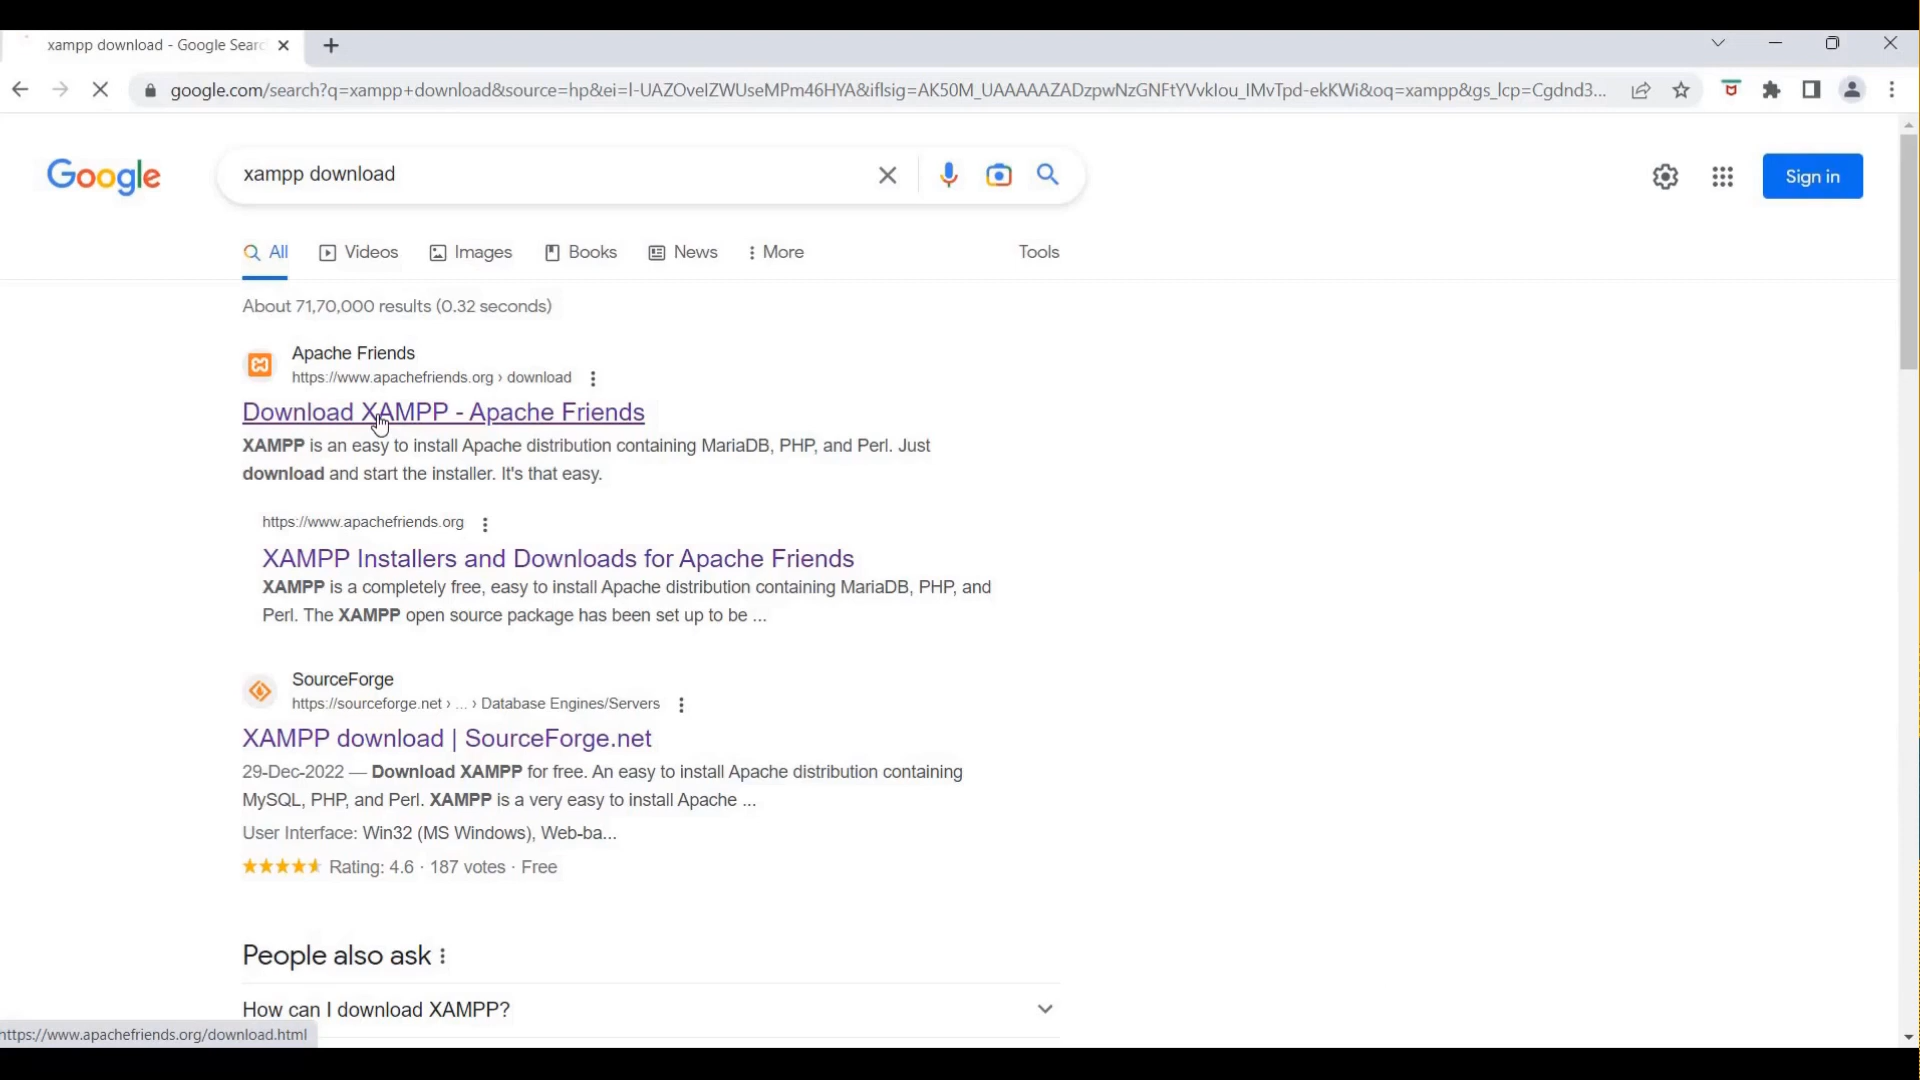 xampp download - Google Searc
google.com/search?q=xampp+download&source=hp&ei=l-UAZOveIZWUseMPm46HYA&iflsig=AK50M_UAAAAAZADzpwNzGNFtYVvkIou_IMvTpd-ekKWi&oq=xampp&gs_lcp=Cgdnd3...
Google
xampp download
Sign in
All Videos Images Books News More Tools
About 71,70,000 results (0.32 seconds)
Apache Friends
https://www.apachefriends.org › download
Download XAMPP - Apache Friends
XAMPP is an easy to install Apache distribution containing MariaDB, PHP, and Perl. Just
download and start the installer. It's that easy.
https://www.apachefriends.org
XAMPP Installers and Downloads for Apache Friends
XAMPP is a completely free, easy to install Apache distribution containing MariaDB, PHP, and
Perl. The XAMPP open source package has been set up to be ...
SourceForge
https://sourceforge.net › ... › Database Engines/Servers
XAMPP download | SourceForge.net
29-Dec-2022 — Download XAMPP for free. An easy to install Apache distribution containing
MySQL, PHP, and Perl. XAMPP is a very easy to install Apache ...
User Interface: Win32 (MS Windows), Web-ba...
Rating: 4.6 · 187 votes · Free
People also ask
How can I download XAMPP?
https://www.apachefriends.org/download.html